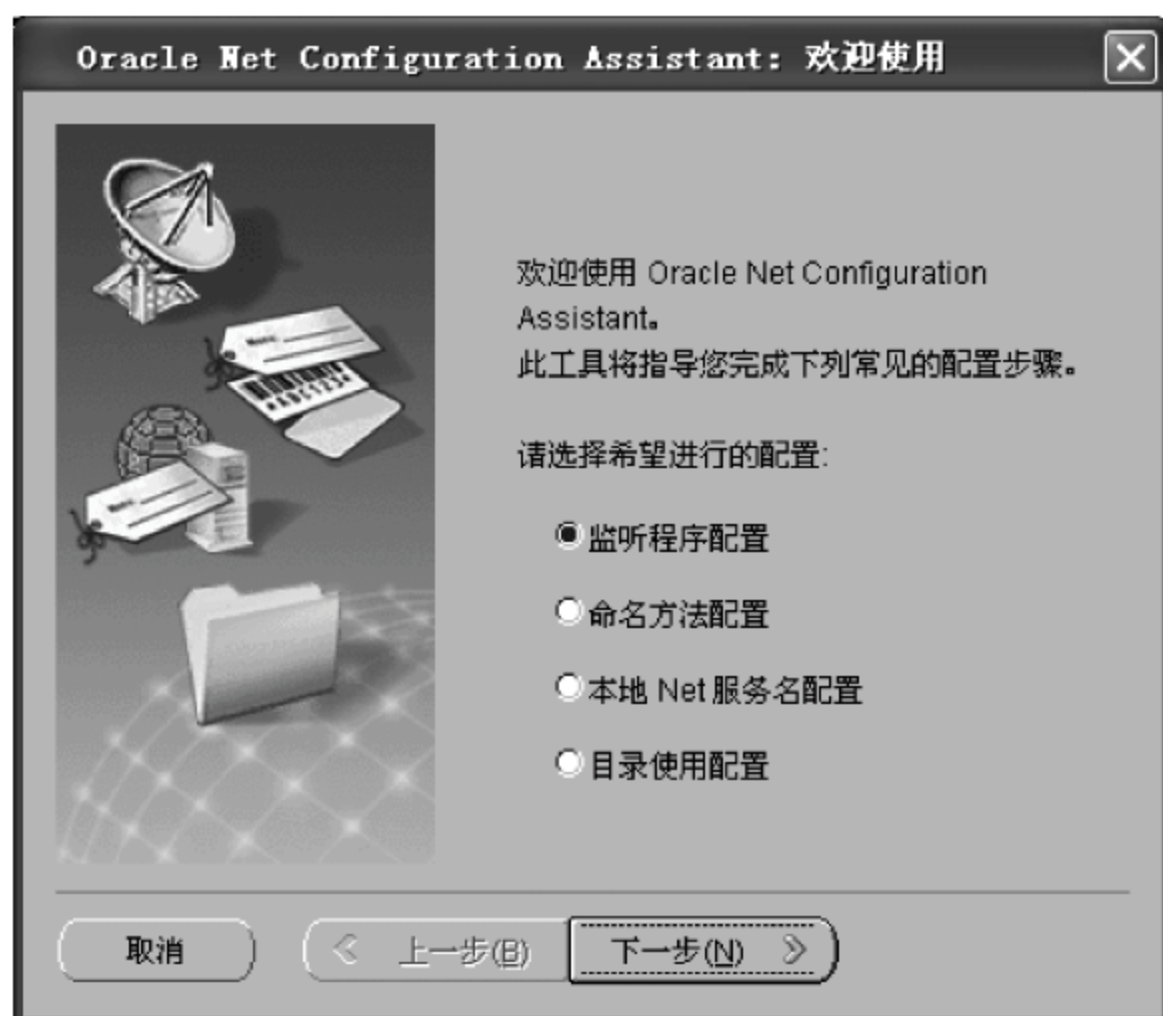 Oracle Net Configuration Assistant: 欢迎使用
欢迎使用 Oracle Net Configuration
Assistant。
此工具将指导您完成下列常见的配置步骤。
请选择希望进行的配置:
监听程序配置
命名方法配置
本地 Net 服务名配置
目录使用配置
取消
上一步(B)
下一步(N)